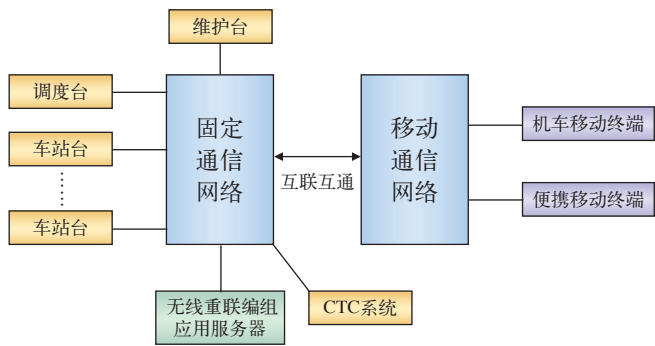 维护台
调度台
车站台
车站台
固定
通信
网络
互联互通
移动
通信
网络
机车移动终端
便携移动终端
无线重联编组
应用服务器
CTC系统